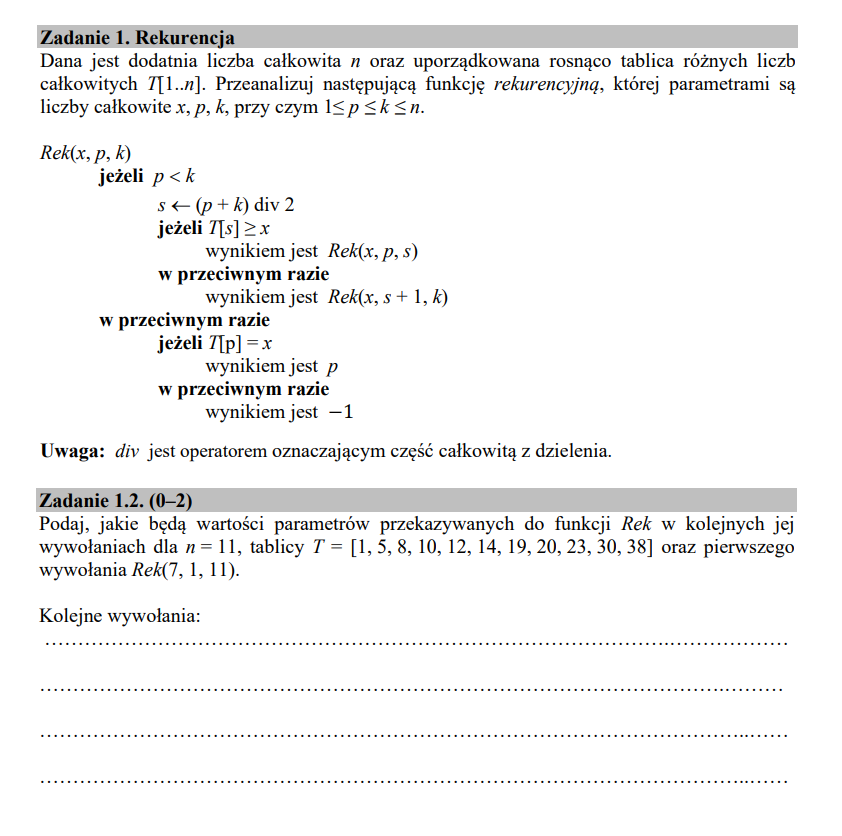 Zadanie 1. Rekurencja
Dana jest dodatnia liczba całkowita n oraz uporządkowana rosnąco tablica różnych liczb
całkowitych T[1..n]. Przeanalizuj następującą funkcję rekurencyjną, której parametrami są
liczby całkowite x, p, k, przy czym 1≤ p ≤ k ≤ n.
Rek(x, p, k)
jeżeli p < k
s ← (p + k) div 2
jeżeli T[s] ≥ x
wynikiem jest Rek(x, p, s)
w przeciwnym razie
wynikiem jest Rek(x, s + 1, k)
w przeciwnym razie
jeżeli T[p] = x
wynikiem jest p
w przeciwnym razie
wynikiem jest −1
Uwaga: div jest operatorem oznaczającym część całkowitą z dzielenia.
Zadanie 1.2. (0–2)
Podaj, jakie będą wartości parametrów przekazywanych do funkcji Rek w kolejnych jej
wywołaniach dla n = 11, tablicy T = [1, 5, 8, 10, 12, 14, 19, 20, 23, 30, 38] oraz pierwszego
wywołania Rek(7, 1, 11).
Kolejne wywołania: